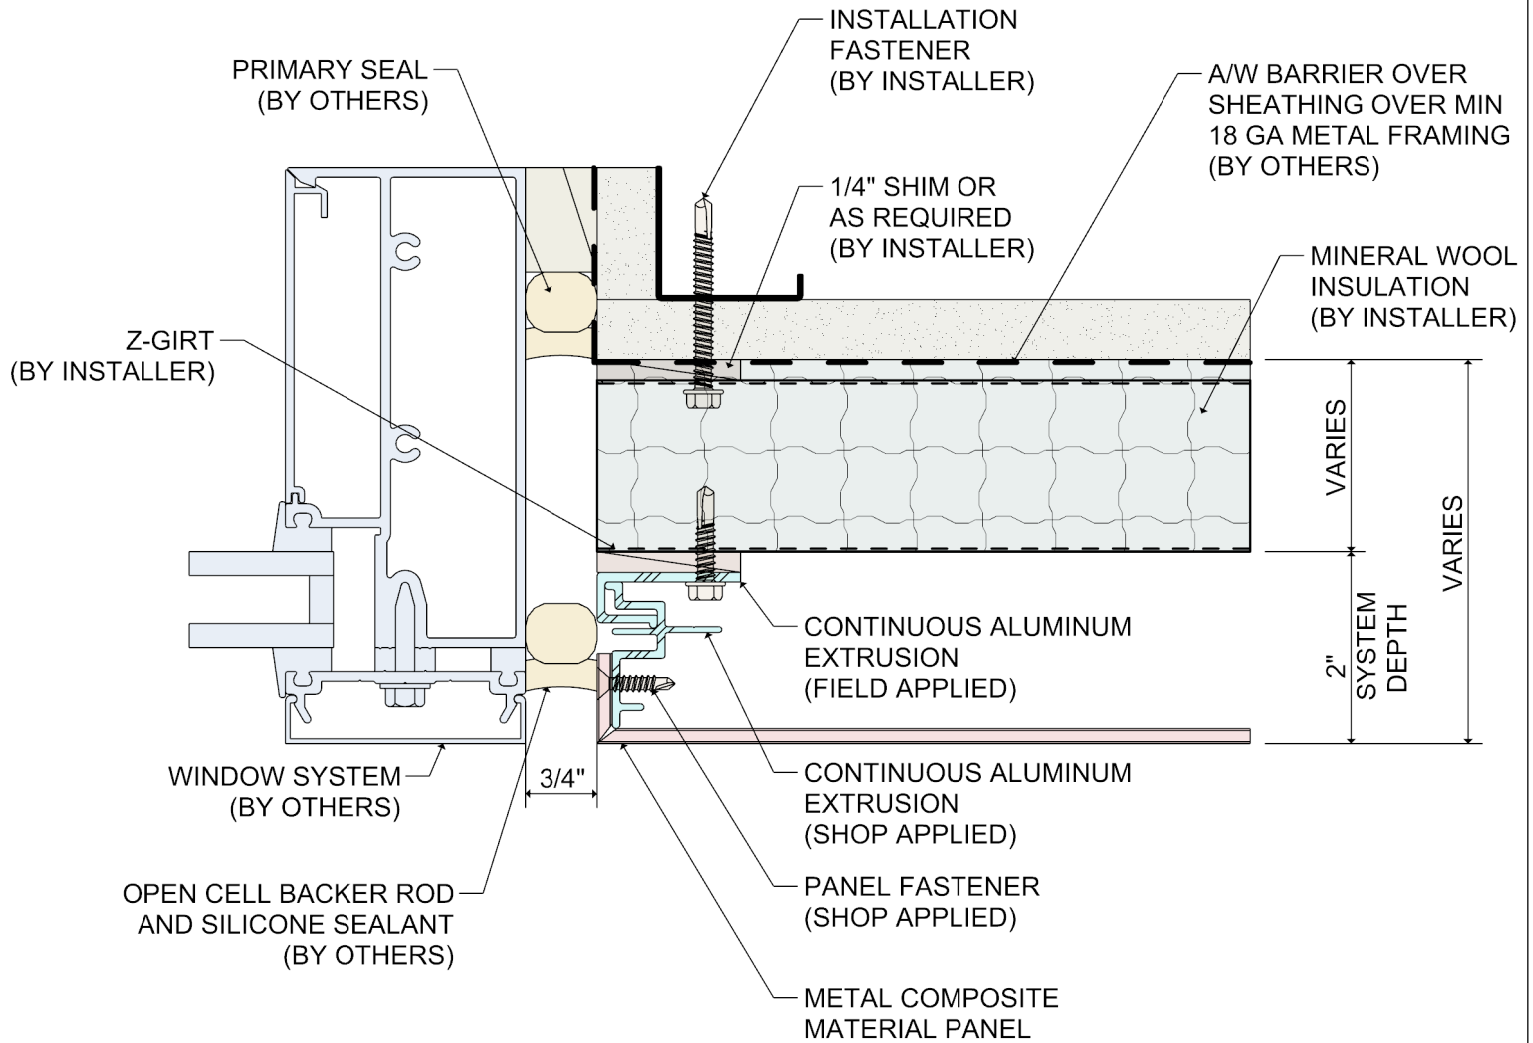 INSTALLATION
FASTENER
(BY INSTALLER)
PRIMARY SEAL
(BY OTHERS)
A/W BARRIER OVER
SHEATHING OVER MIN
18 GA METAL FRAMING
(BY OTHERS)
1/4" SHIM OR
AS REQUIRED
(BY INSTALLER)
MINERAL WOOL
INSULATION
(BY INSTALLER)
Z-GIRT
(BY INSTALLER)
VARIES
VARIES
2"
SYSTEM
DEPTH
CONTINUOUS ALUMINUM
EXTRUSION
(FIELD APPLIED)
WINDOW SYSTEM
(BY OTHERS)
3/4"
CONTINUOUS ALUMINUM
EXTRUSION
(SHOP APPLIED)
OPEN CELL BACKER ROD
AND SILICONE SEALANT
(BY OTHERS)
PANEL FASTENER
(SHOP APPLIED)
METAL COMPOSITE
MATERIAL PANEL